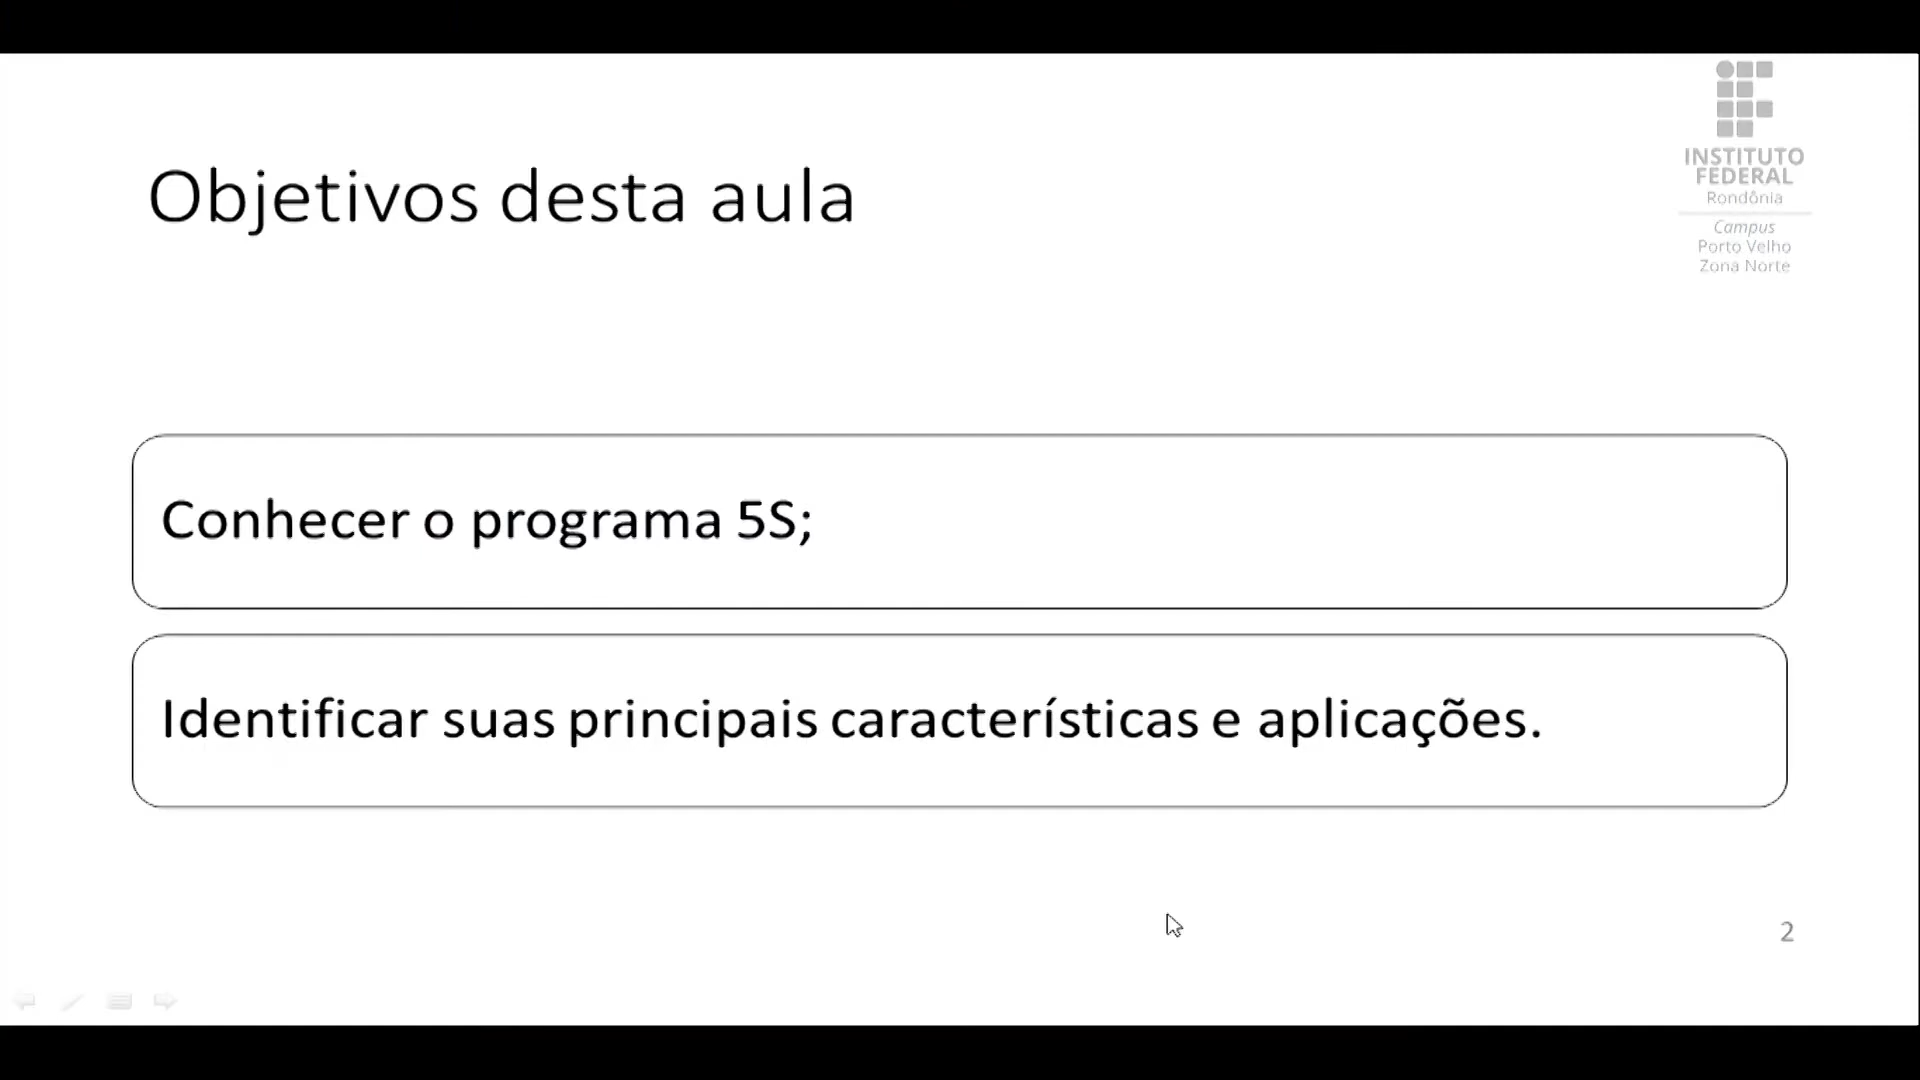 Objetivos desta aula
INSTITUTO
FEDERAL
Rondônia
Campus
Porto Velho
Zona Norte
Conhecer o programa 5S;
Identificar suas principais características e aplicações.
2